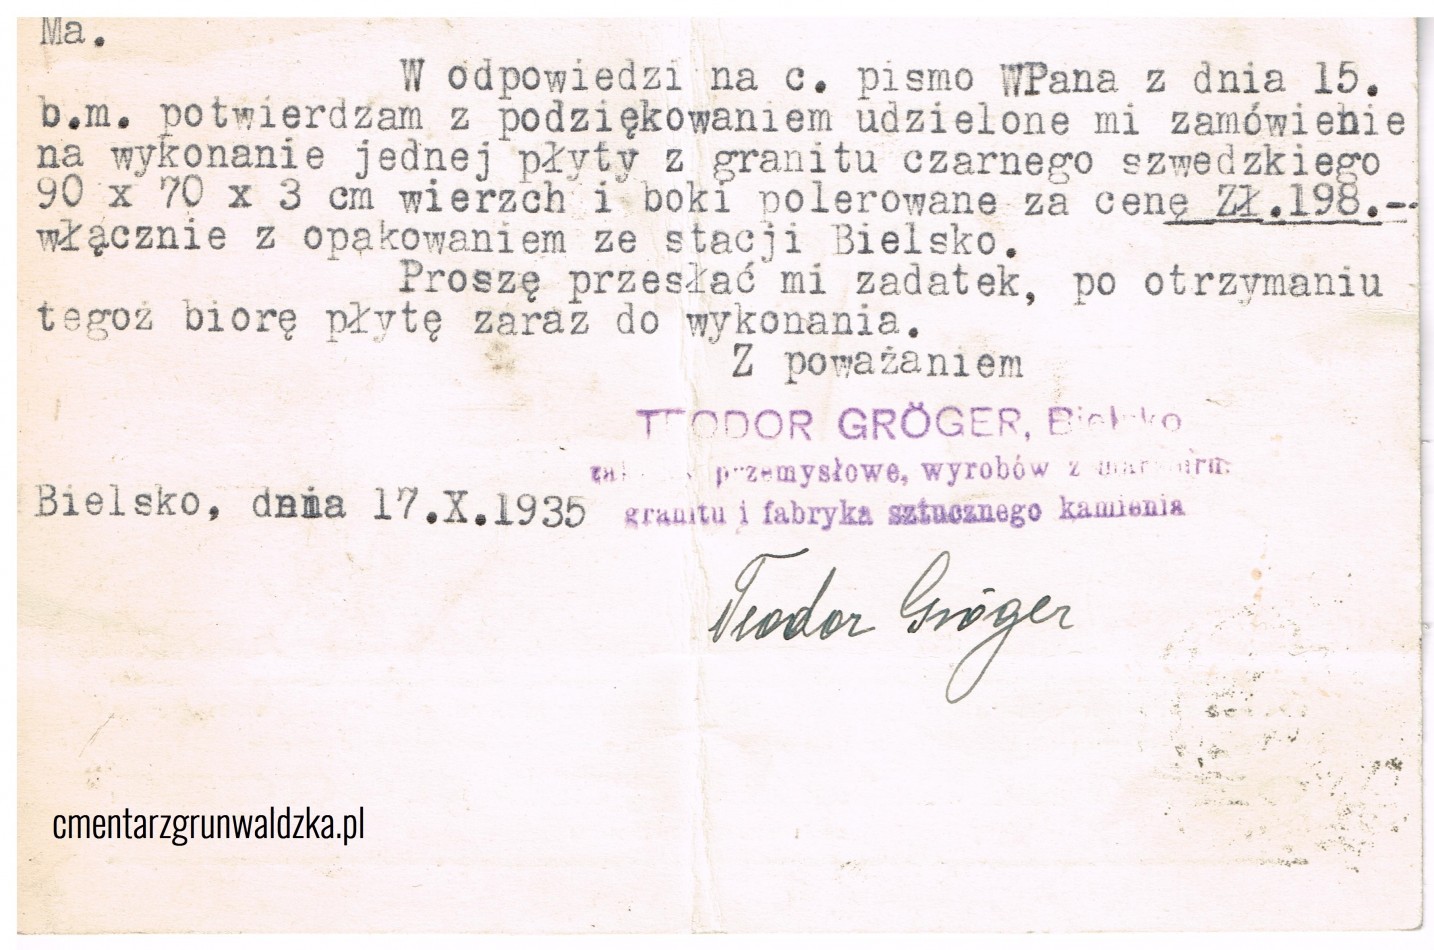 Ma.
W odpowiedzi na c. pismo WPana z dnia 15.
b.m. potwierdzam z podziękowaniem udzielone mi zamówienie
na wykonanie jednej płyty z granitu czarnego szwedzkiego
90 x 70 x 3 cm wierzch i boki polerowane za cenę Zł.198.--
włącznie z opakowaniem ze stacji Bielsko.
Proszę przesłać mi zadatek, po otrzymaniu
tegoż biorę płytę zaraz do wykonania.
Z poważaniem
TEODOR GRÖGER, Bielsko
przemysłowe, wyrobów z marmuru
Bielsko, dnia 17.X.1935
granitu i fabryka sztucznego kamienia
Teodor Gröger
cmentarzgrunwaldzka.pl